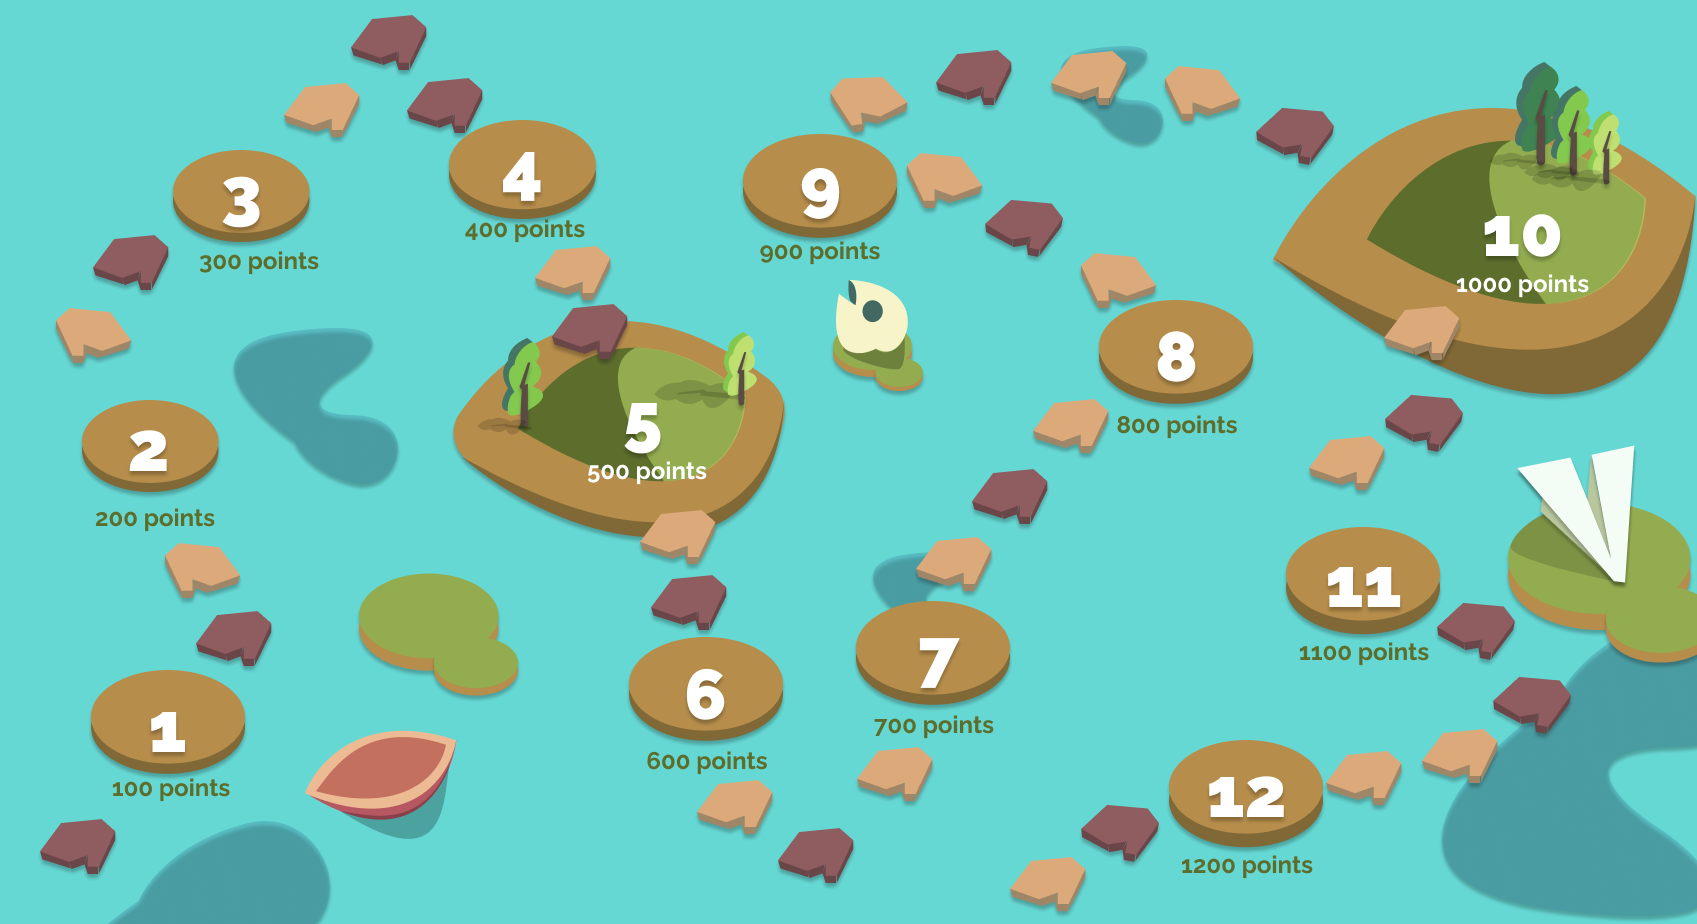 1
100 points
2
200 points
3
300 points
4
400 points
5
500 points
6
600 points
7
700 points
8
800 points
9
900 points
10
1000 points
11
1100 points
12
1200 points